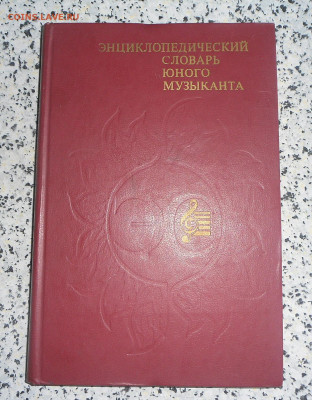 COINS.LAVE.RU
ЭНЦИКЛОПЕДИЧЕСКИЙ
СЛОВАРЬ
ЮНОГО
МУЗЫКАНТА